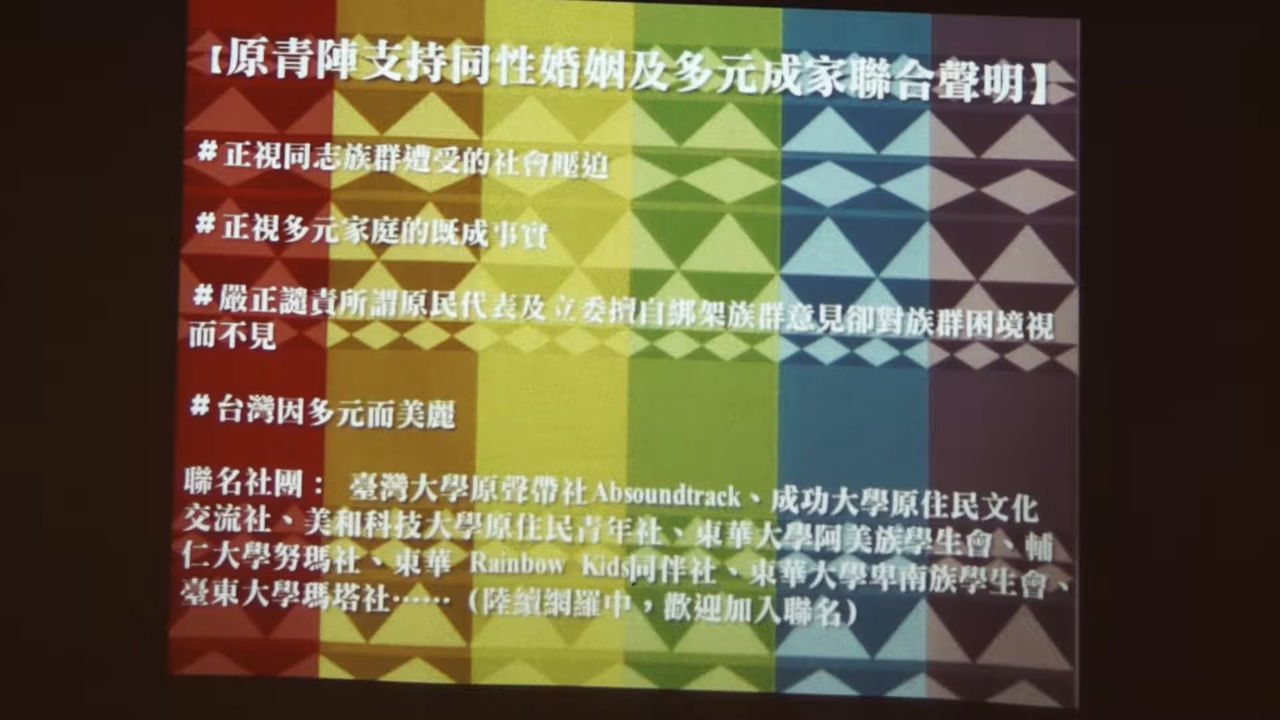 【原青陣支持同性婚姻及多元成家聯合聲明】
#正視同志族群遭受的社會壓迫
#正視多元家庭的既成事實
#嚴正譴責所謂原民代表及立委擅自綁架族群意見卻對族群困境視
而不見
#台灣因多元而美麗
聯名社團： 臺灣大學原聲帶社Absoundtrack、成功大學原住民文化
交流社、美和科技大學原住民青年社、東華大學阿美族學生會、輔
仁大學努瑪社、東華 Rainbow Kids同伴社、東華大學卑南族學生會、
臺東大學瑪塔社⋯⋯（陸續網羅中，歡迎加入聯名）